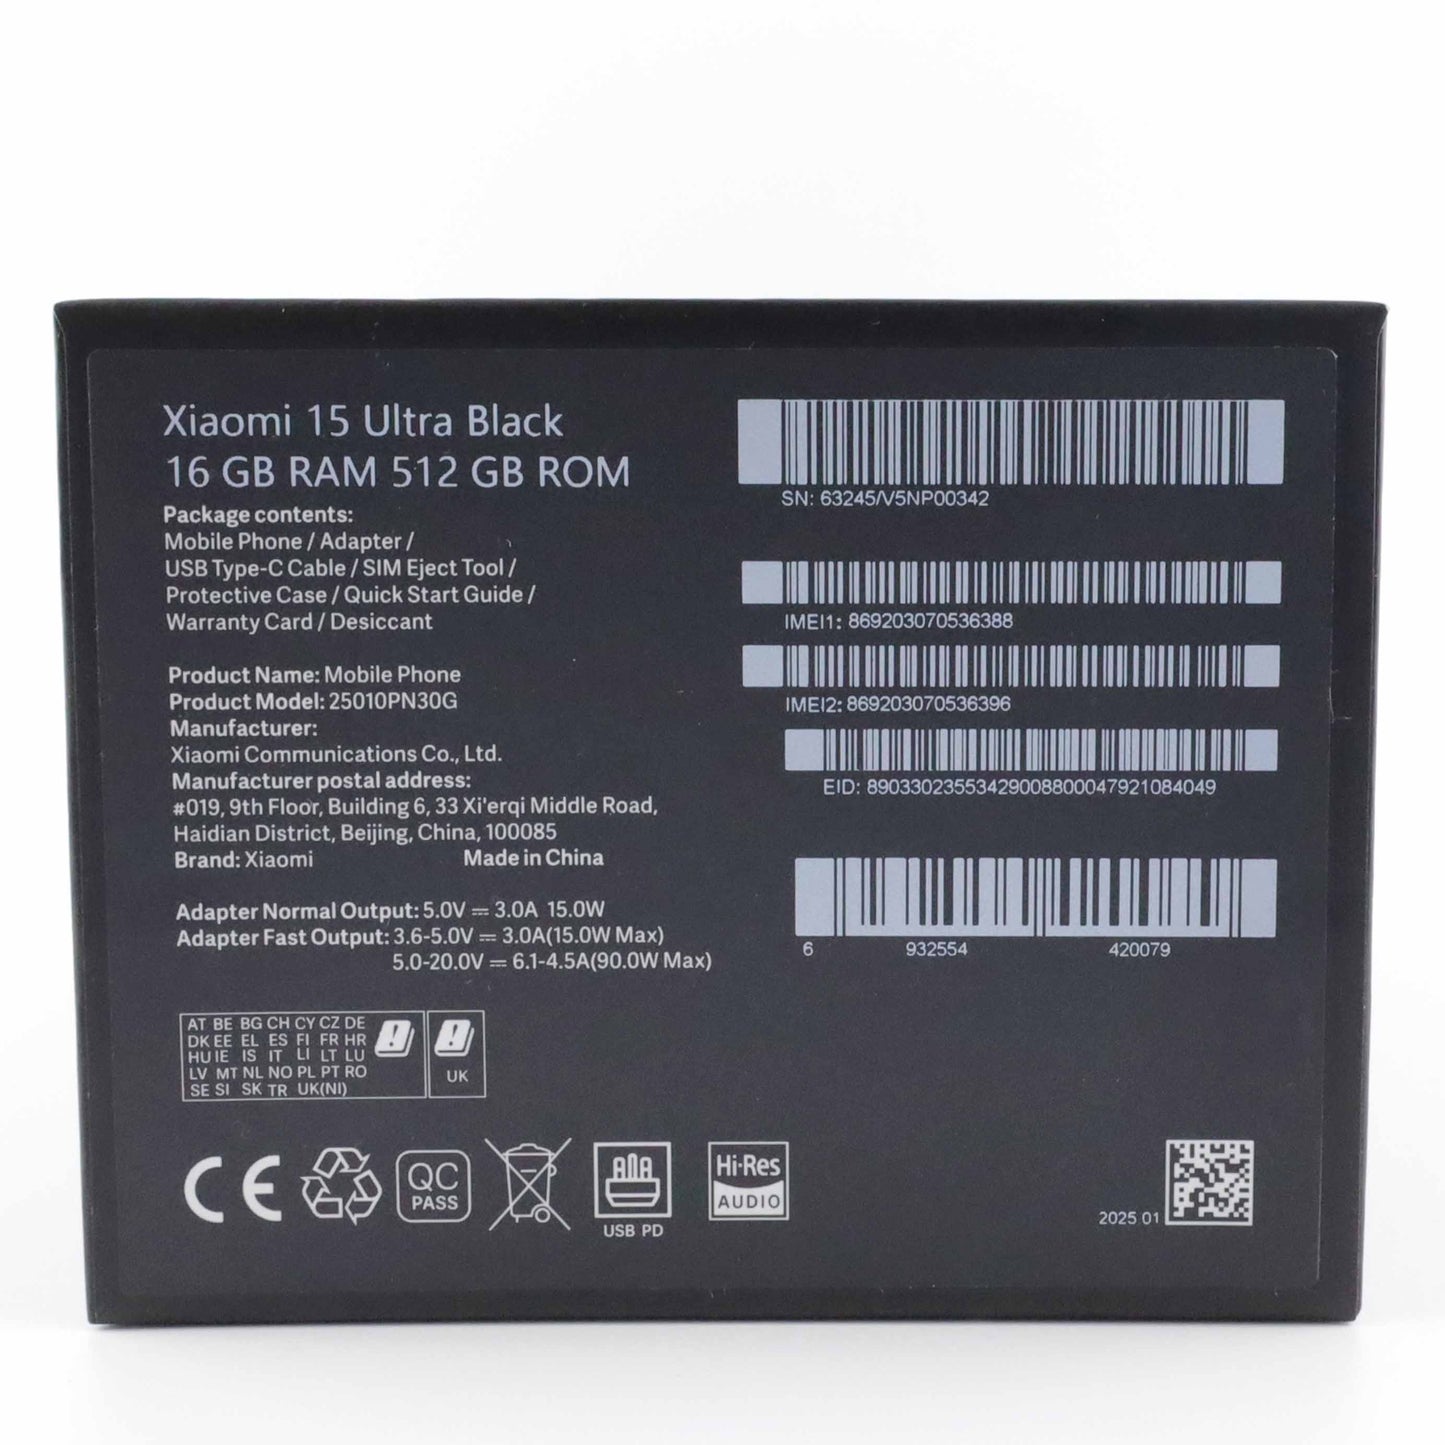 Xiaomi 15 Ultra Black
16 GB RAM 512 GB ROM
Package contents:
Mobile Phone / Adapter /
USB Type-C Cable / SIM Eject Tool /
Protective Case / Quick Start Guide /
Warranty Card / Desiccant
Product Name: Mobile Phone
Product Model: 25010PN30G
Manufacturer:
Xiaomi Communications Co., Ltd.
Manufacturer postal address:
#019, 9th Floor, Building 6, 33 Xi'erqi Middle Road,
Haidian District, Beijing, China, 100085
Brand: Xiaomi Made in China
Adapter Normal Output: 5.0V ⎓ 3.0A 15.0W
Adapter Fast Output: 3.6-5.0V ⎓ 3.0A(15.0W Max)
5.0-20.0V ⎓ 6.1-4.5A(90.0W Max)
AT BE BG CH CY CZ DE
DK EE EL ES FI FR HR
HU IE IS IT LI LT LU
LV MT NL NO PL PT RO
SE SI SK TR UK(NI)
UK
CE
QC
PASS
USB PD
Hi-Res
AUDIO
SN: 63245/V5NP00342
IMEI1: 869203070536388
IMEI2: 869203070536396
EID: 89033023553429008800047921084049
6 932554 420079
2025 01